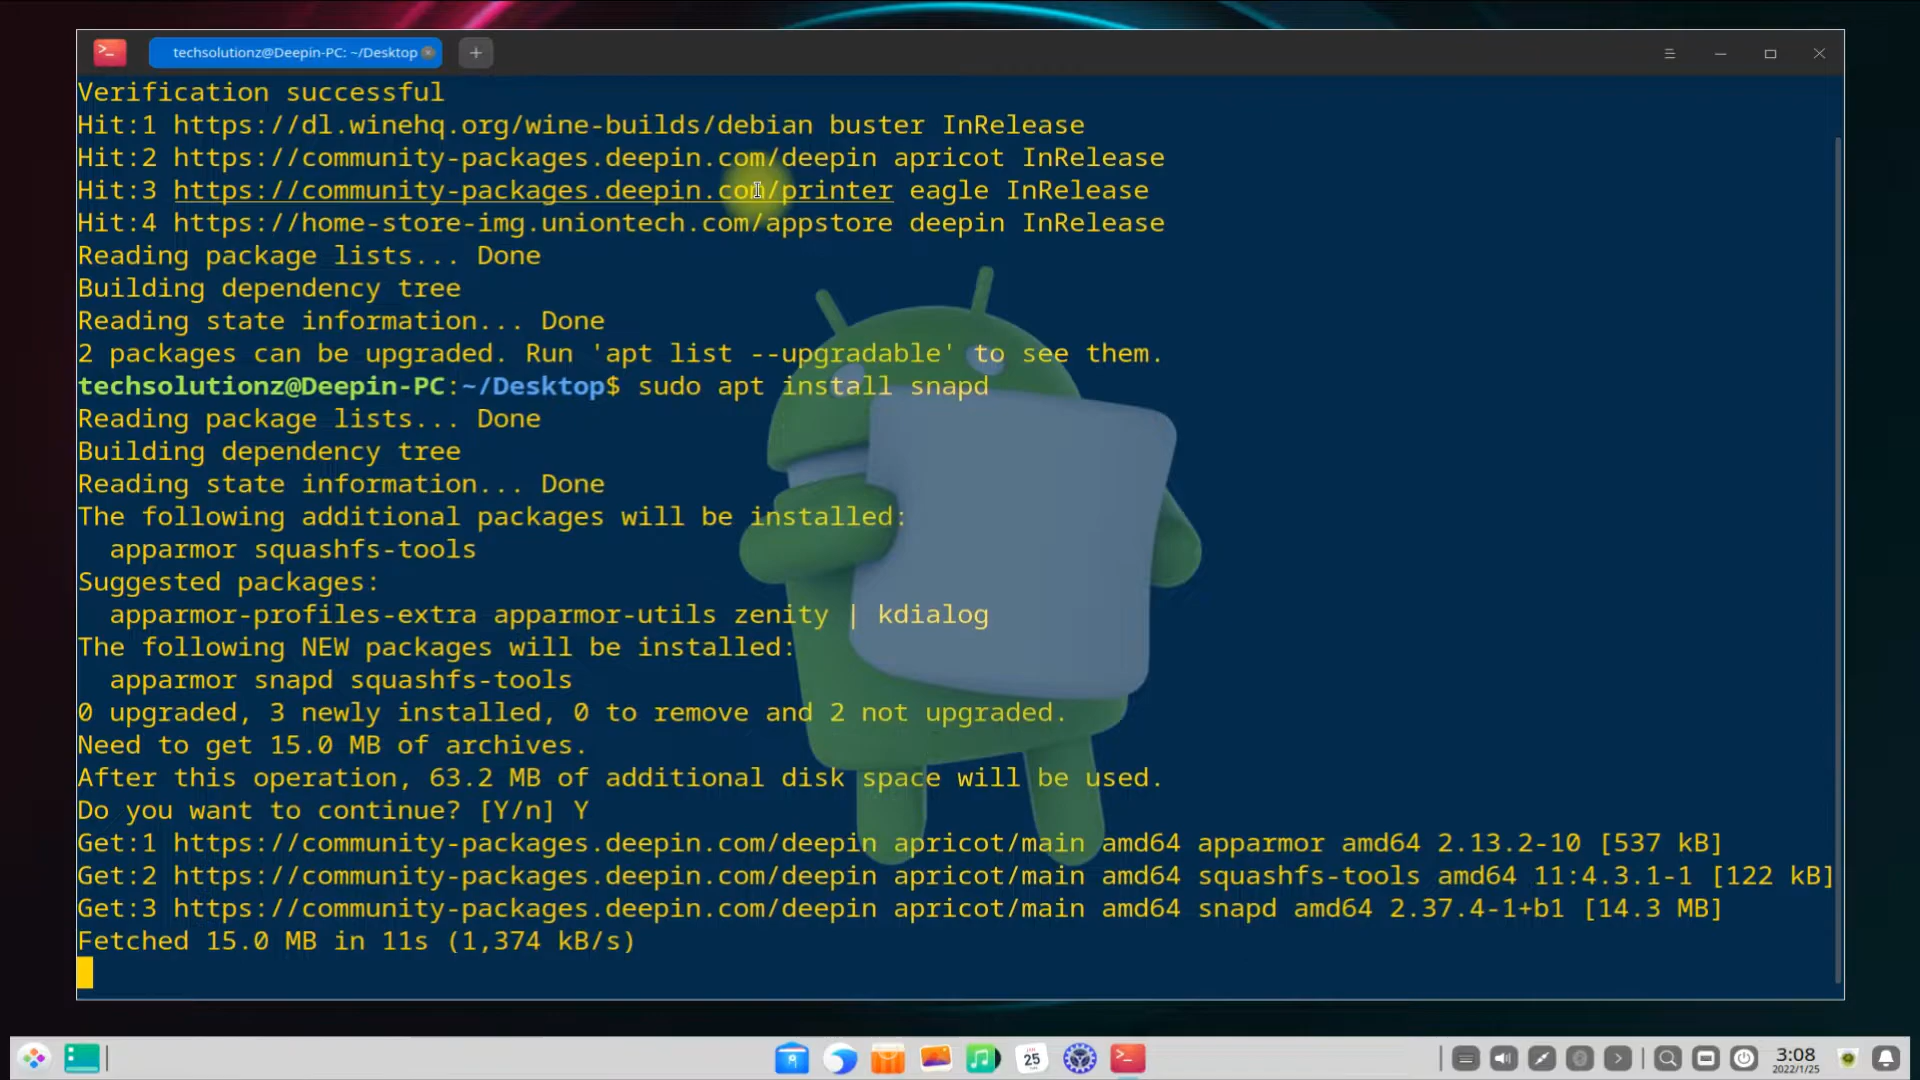 techsolutionz@Deepin-PC: ~/Desktop
Verification successful
Hit:1 https://dl.winehq.org/wine-builds/debian buster InRelease
Hit:2 https://community-packages.deepin.com/deepin apricot InRelease
Hit:3 https://community-packages.deepin.com/printer eagle InRelease
Hit:4 https://home-store-img.uniontech.com/appstore deepin InRelease
Reading package lists... Done
Building dependency tree
Reading state information... Done
2 packages can be upgraded. Run 'apt list --upgradable' to see them.
techsolutionz@Deepin-PC:~/Desktop$ sudo apt install snapd
Reading package lists... Done
Building dependency tree
Reading state information... Done
The following additional packages will be installed:
  apparmor squashfs-tools
Suggested packages:
  apparmor-profiles-extra apparmor-utils zenity | kdialog
The following NEW packages will be installed:
  apparmor snapd squashfs-tools
0 upgraded, 3 newly installed, 0 to remove and 2 not upgraded.
Need to get 15.0 MB of archives.
After this operation, 63.2 MB of additional disk space will be used.
Do you want to continue? [Y/n] Y
Get:1 https://community-packages.deepin.com/deepin apricot/main amd64 apparmor amd64 2.13.2-10 [537 kB]
Get:2 https://community-packages.deepin.com/deepin apricot/main amd64 squashfs-tools amd64 11:4.3.1-1 [122 kB]
Get:3 https://community-packages.deepin.com/deepin apricot/main amd64 snapd amd64 2.37.4-1+b1 [14.3 MB]
Fetched 15.0 MB in 11s (1,374 kB/s)
25
3:08
2022/1/25